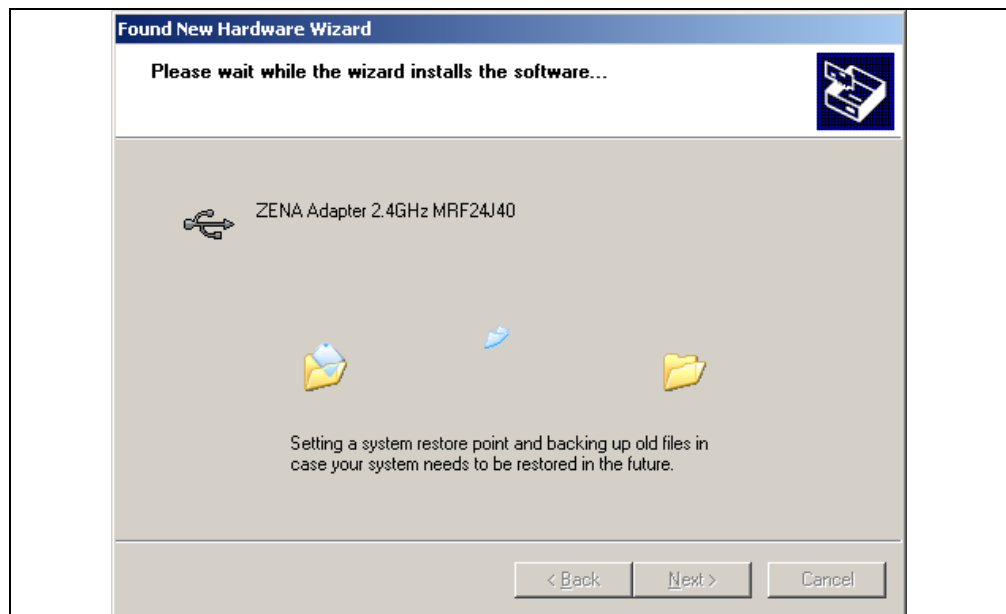 Found New Hardware Wizard
Please wait while the wizard installs the software...
ZENA Adapter 2.4GHz MRF24J40
Setting a system restore point and backing up old files in
case your system needs to be restored in the future.
< Back
Next >
Cancel